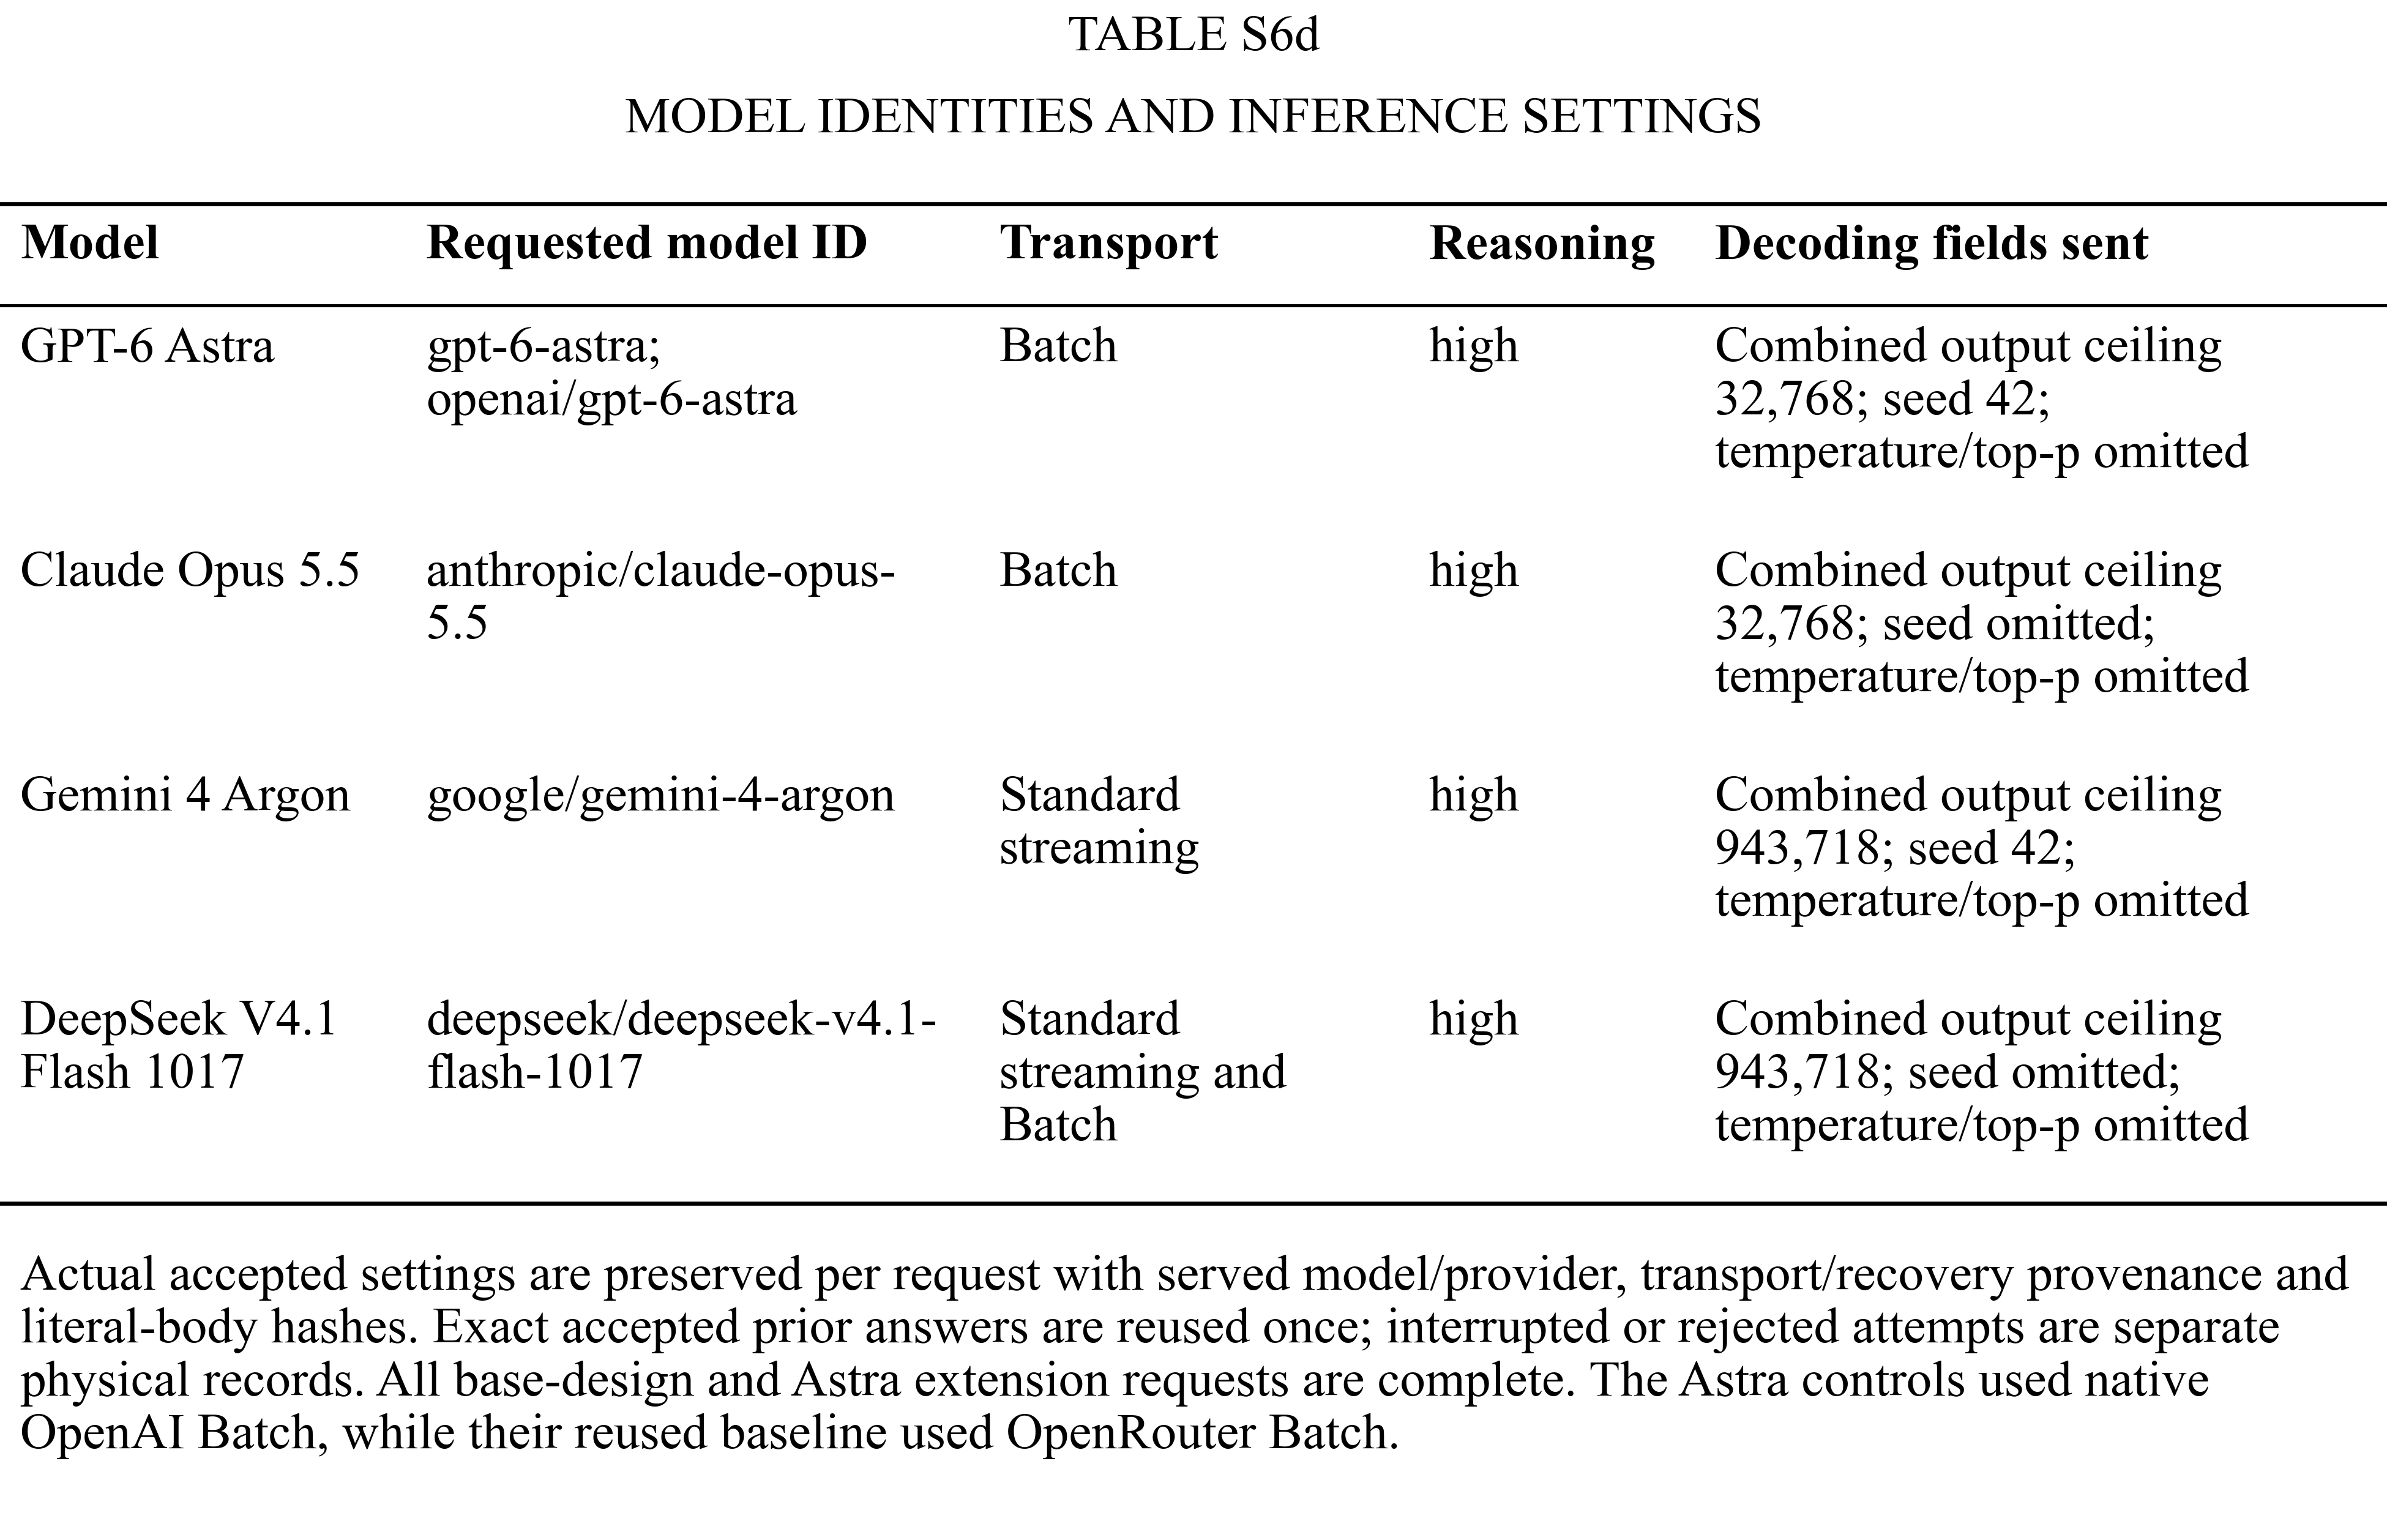 TABLE S6d
MODEL IDENTITIES AND INFERENCE SETTINGS
Model Requested model ID Transport Reasoning Decoding fields sent
GPT-6 Astra gpt-6-astra; Batch high Combined output ceiling
openai/gpt-6-astra 32,768; seed 42;
temperature/top-p omitted
Claude Opus 5.5 anthropic/claude-opus- Batch high Combined output ceiling
5.5 32,768; seed omitted;
temperature/top-p omitted
Gemini 4 Argon google/gemini-4-argon Standard high Combined output ceiling
streaming 943,718; seed 42;
temperature/top-p omitted
DeepSeek V4.1 deepseek/deepseek-v4.1- Standard high Combined output ceiling
Flash 1017 flash-1017 streaming and 943,718; seed omitted;
Batch temperature/top-p omitted
Actual accepted settings are preserved per request with served model/provider, transport/recovery provenance and
literal-body hashes. Exact accepted prior answers are reused once; interrupted or rejected attempts are separate
physical records. All base-design and Astra extension requests are complete. The Astra controls used native
OpenAI Batch, while their reused baseline used OpenRouter Batch.